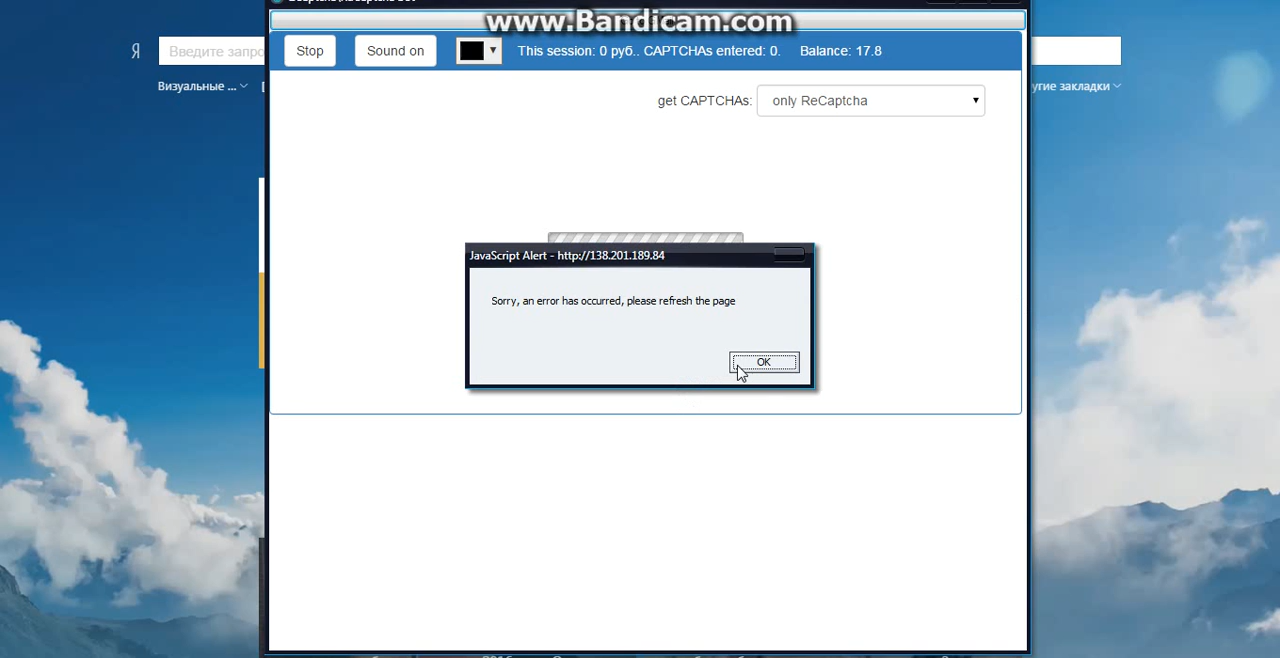 www.Bandicam.com
Я
Введите запро
Stop
Sound on
This session: 0 руб.. CAPTCHAs entered: 0.
Balance: 17.8
Визуальные ...
угие закладки
get CAPTCHAs:
only ReCaptcha
JavaScript Alert - http://138.201.189.84
Sorry, an error has occurred, please refresh the page
OK